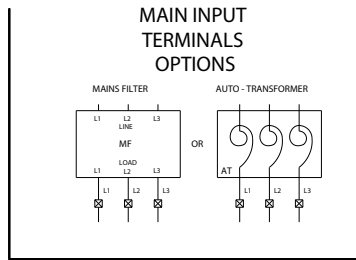 MAIN INPUT
TERMINALS
OPTIONS
MAINS FILTER
AUTO - TRANSFORMER
L1 L2 L3
LINE
MF
OR
LOAD
L1 L2 L3
AT
L1 L2 L3
L1 L2 L3